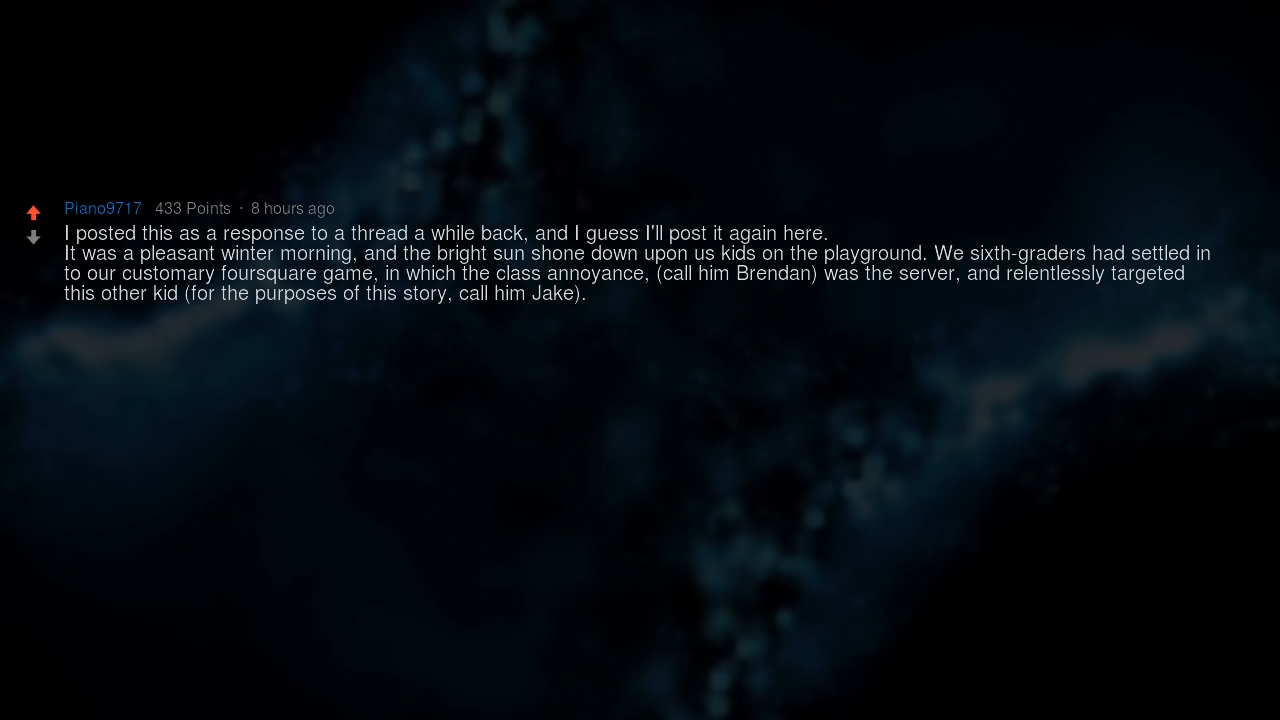 Piano9717 433 Points · 8 hours ago
I posted this as a response to a thread a while back, and I guess I'll post it again here.
It was a pleasant winter morning, and the bright sun shone down upon us kids on the playground. We sixth-graders had settled in
to our customary foursquare game, in which the class annoyance, (call him Brendan) was the server, and relentlessly targeted
this other kid (for the purposes of this story, call him Jake).